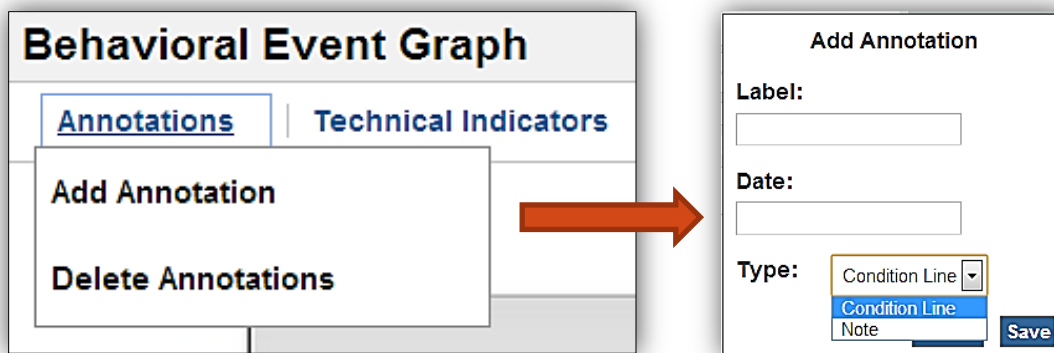 Behavioral Event Graph
Annotations
Technical Indicators
Add Annotation
Delete Annotations
Add Annotation
Label:
Date:
Type:
Condition Line
Condition Line
Note
Save